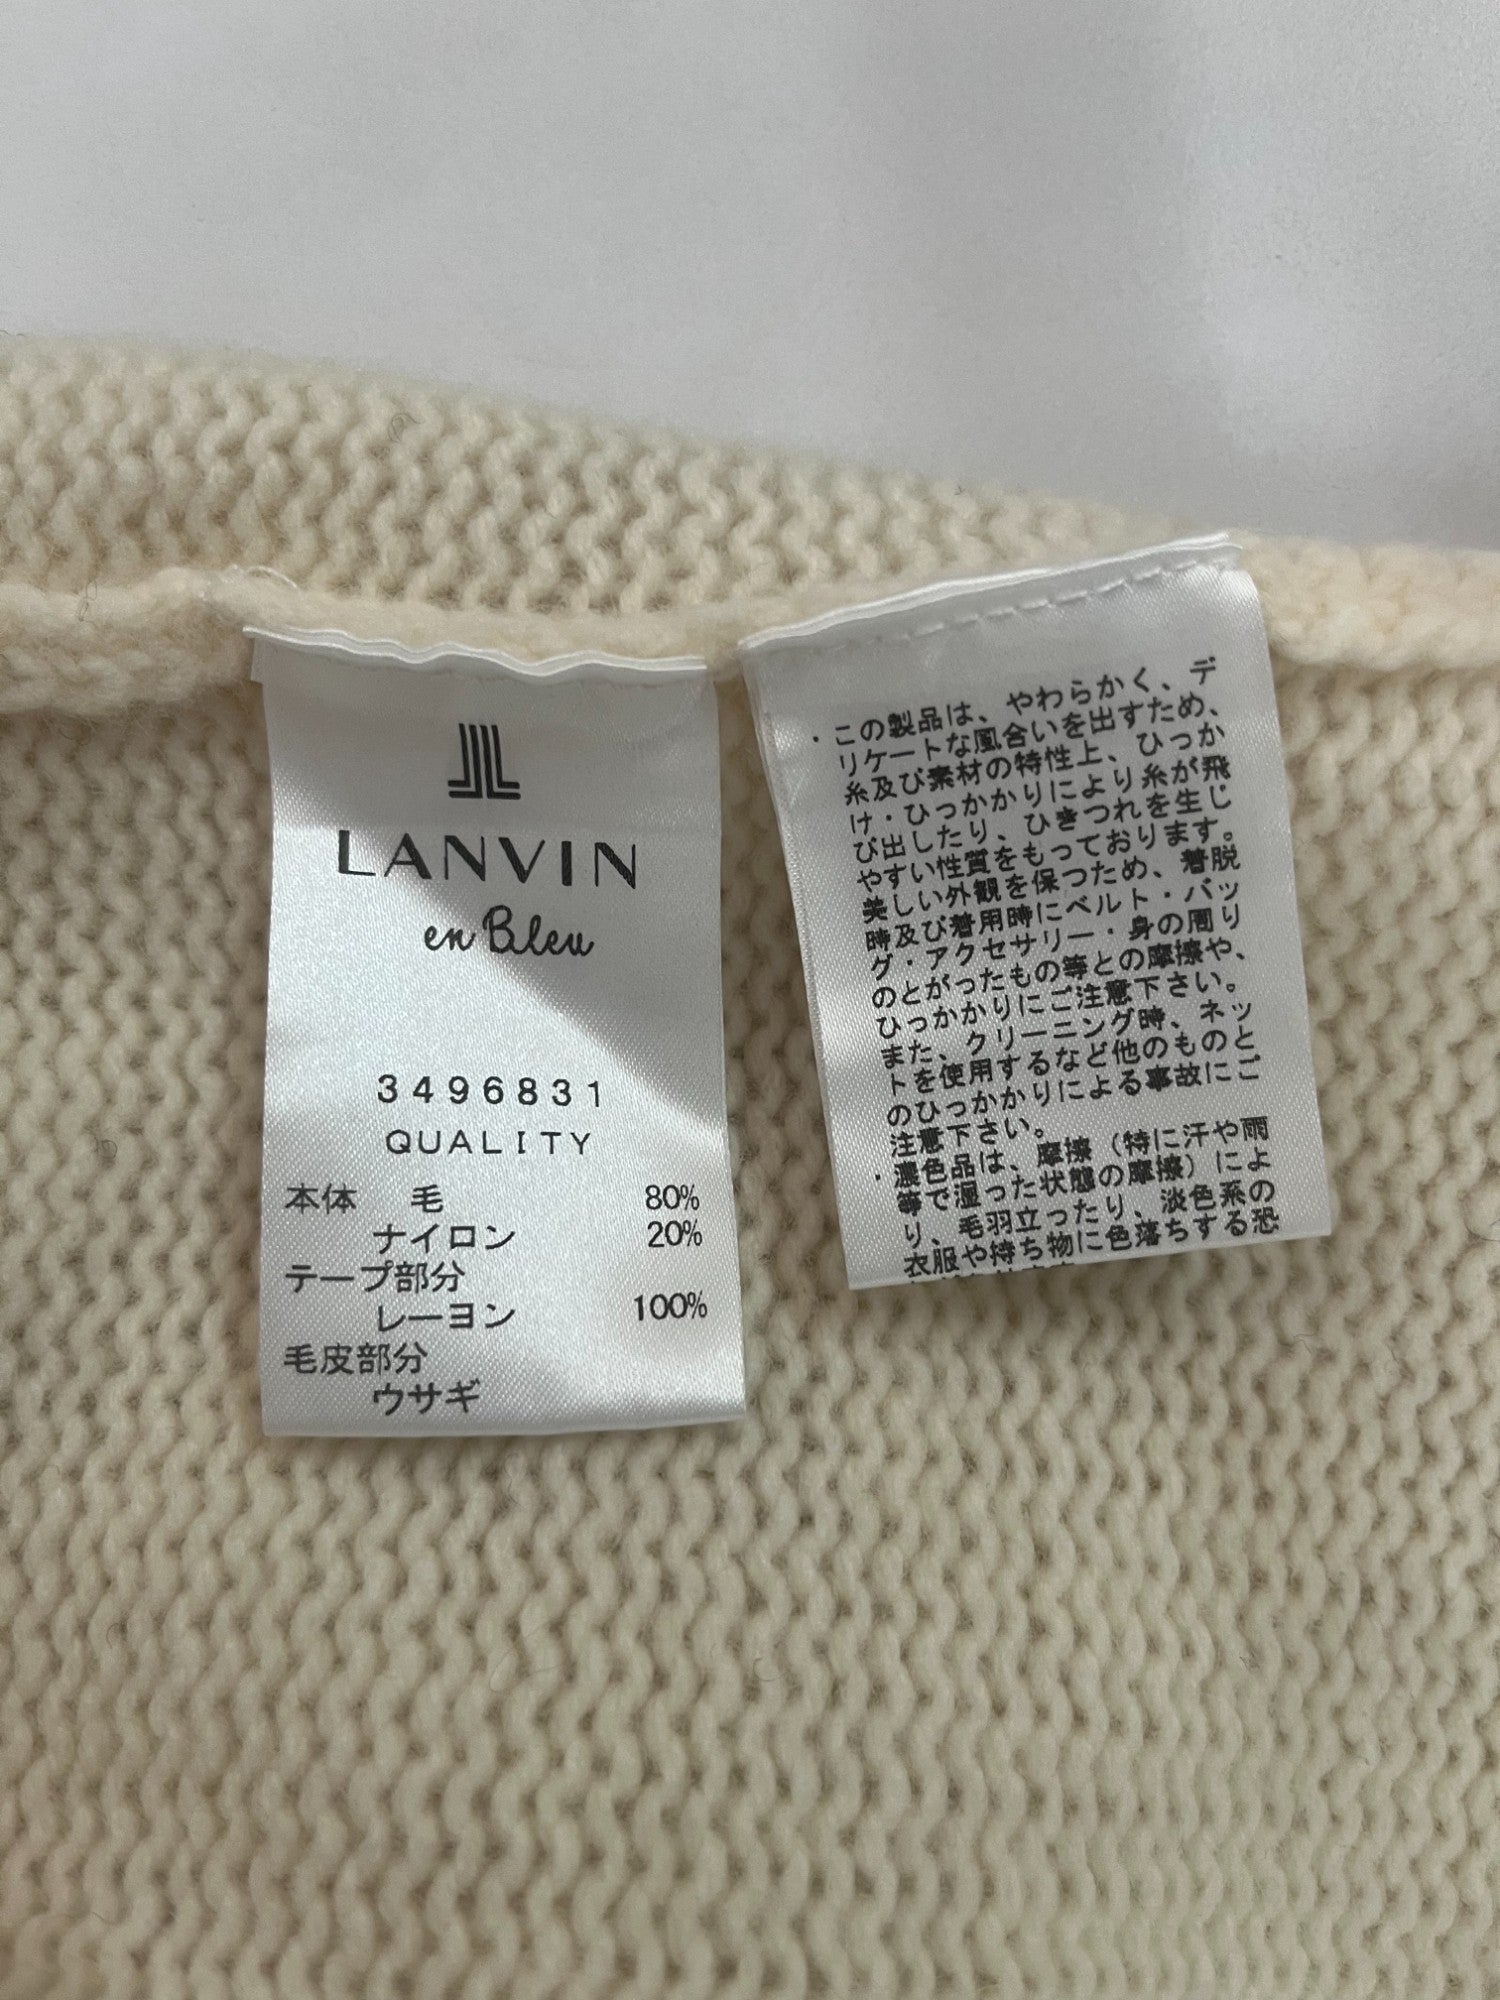 LANVIN
en Bleu
3496831
QUALITY
本体 毛 80%
ナイロン 20%
テープ部分
レーヨン 100%
毛皮部分
ウサギ
・この製品は、やわらかく、デ
リケートな風合いを出すため、
糸及び素材の特性上、ひっか
け・ひっかかりにより糸が飛
び出したり、ひきつれを生じ
やすい性質をもっております。
美しい外観を保つため、着脱
時及び着用時にベルト・バッ
グ・アクセサリー・身の周り
のとがったもの等との摩擦や、
ひっかかりにご注意下さい。
また、クリーニング時、ネッ
トを使用するなど他のものと
のひっかかりによる事故にご
注意下さい。
・濃色品は、摩擦（特に汗や雨
等で湿った状態の摩擦）によ
り、毛羽立ったり、淡色系の
衣服や持ち物に色落ちする恐